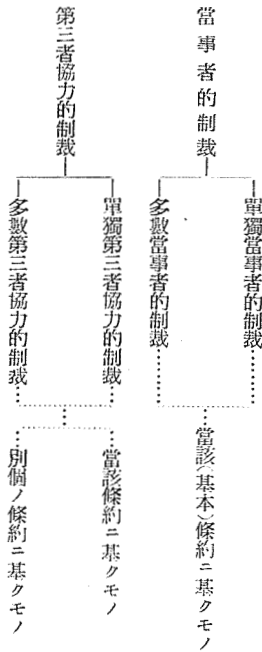 當事者的制裁
單獨當事者的制裁
多數當事者的制裁
當該（基本）條約ニ基クモノ
第三者協力的制裁
單獨第三者協力的制裁
多數第三者協力的制裁
當該條約ニ基クモノ
別個ノ條約ニ基クモノ